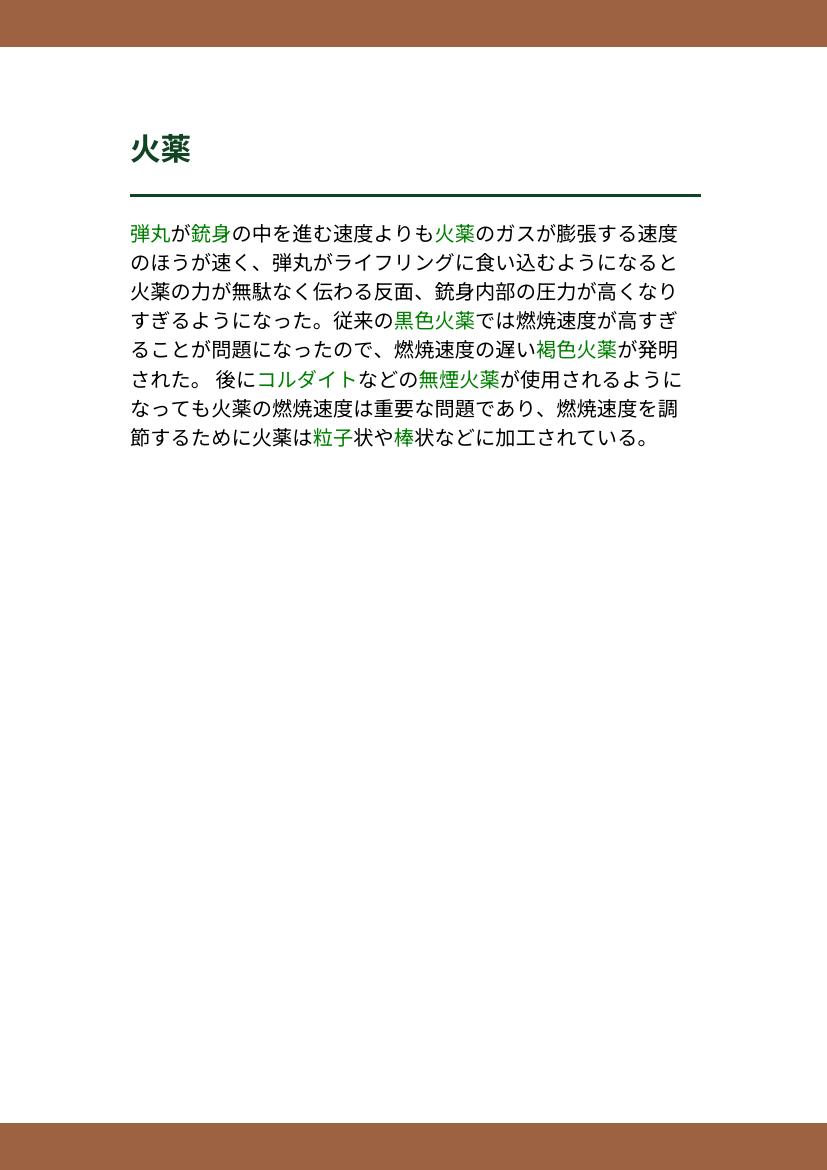 火薬
弾丸が銃身の中を進む速度よりも火薬のガスが膨張する速度
のほうが速く、弾丸がライフリングに食い込むようになると
火薬の力が無駄なく伝わる反面、銃身内部の圧力が高くなり
すぎるようになった。従来の黒色火薬では燃焼速度が高すぎ
ることが問題になったので、燃焼速度の遅い褐色火薬が発明
された。 後にコルダイトなどの無煙火薬が使用されるように
なっても火薬の燃焼速度は重要な問題であり、燃焼速度を調
節するために火薬は粒子状や棒状などに加工されている。